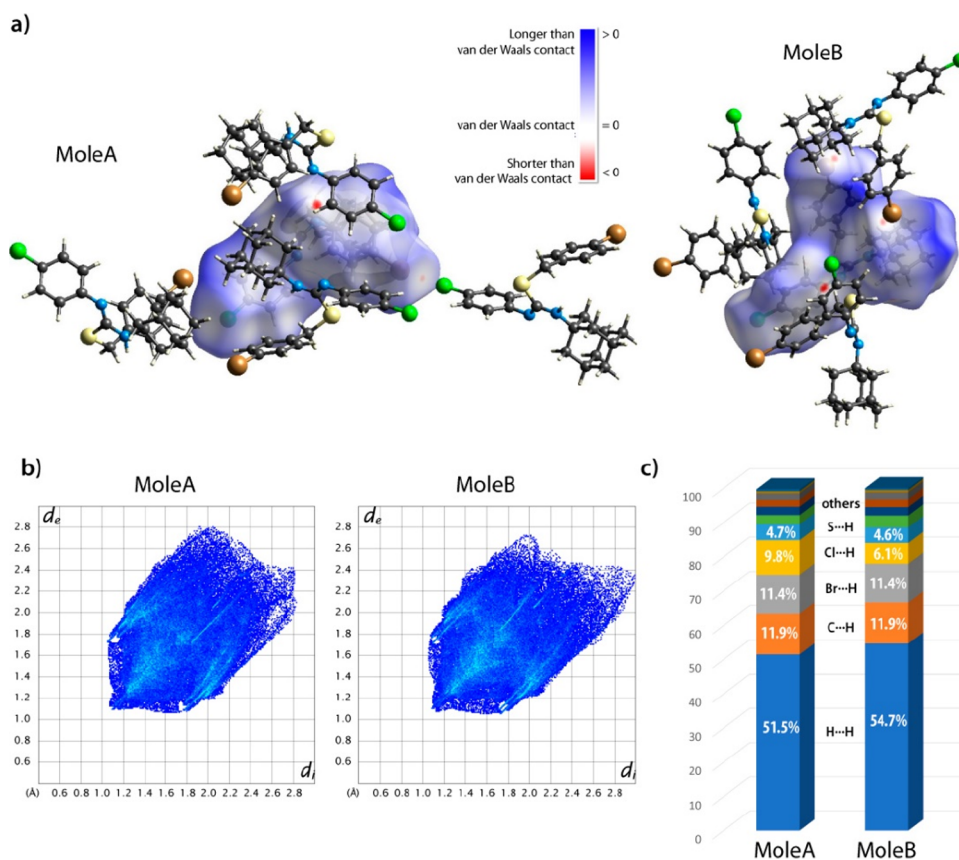 a)
Longer than
van der Waals contact
> 0
van der Waals contact
= 0
Shorter than
van der Waals contact
< 0
MoleA
MoleB
b)
MoleA
MoleB
dₑ
2.8
2.6
2.4
2.2
2.0
1.8
1.6
1.4
1.2
1.0
0.8
0.6
dᵢ
(Å) 0.6 0.8 1.0 1.2 1.4 1.6 1.8 2.0 2.2 2.4 2.6 2.8
dₑ
2.8
2.6
2.4
2.2
2.0
1.8
1.6
1.4
1.2
1.0
0.8
0.6
dᵢ
(Å) 0.6 0.8 1.0 1.2 1.4 1.6 1.8 2.0 2.2 2.4 2.6 2.8
c)
100
90
80
70
60
50
40
30
20
10
0
others
4.7% S···H 4.6%
9.8% Cl···H 6.1%
11.4% Br···H 11.4%
11.9% C···H 11.9%
51.5% H···H 54.7%
MoleA MoleB